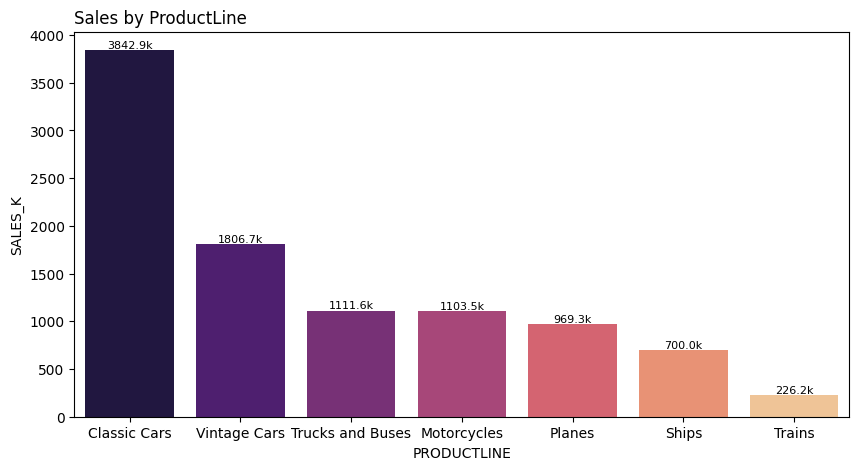 Sales by ProductLine
SALES_K
4000
3500
3000
2500
2000
1500
1000
500
0
3842.9k
1806.7k
1111.6k
1103.5k
969.3k
700.0k
226.2k
Classic Cars
Vintage Cars
Trucks and Buses
Motorcycles
Planes
Ships
Trains
PRODUCTLINE